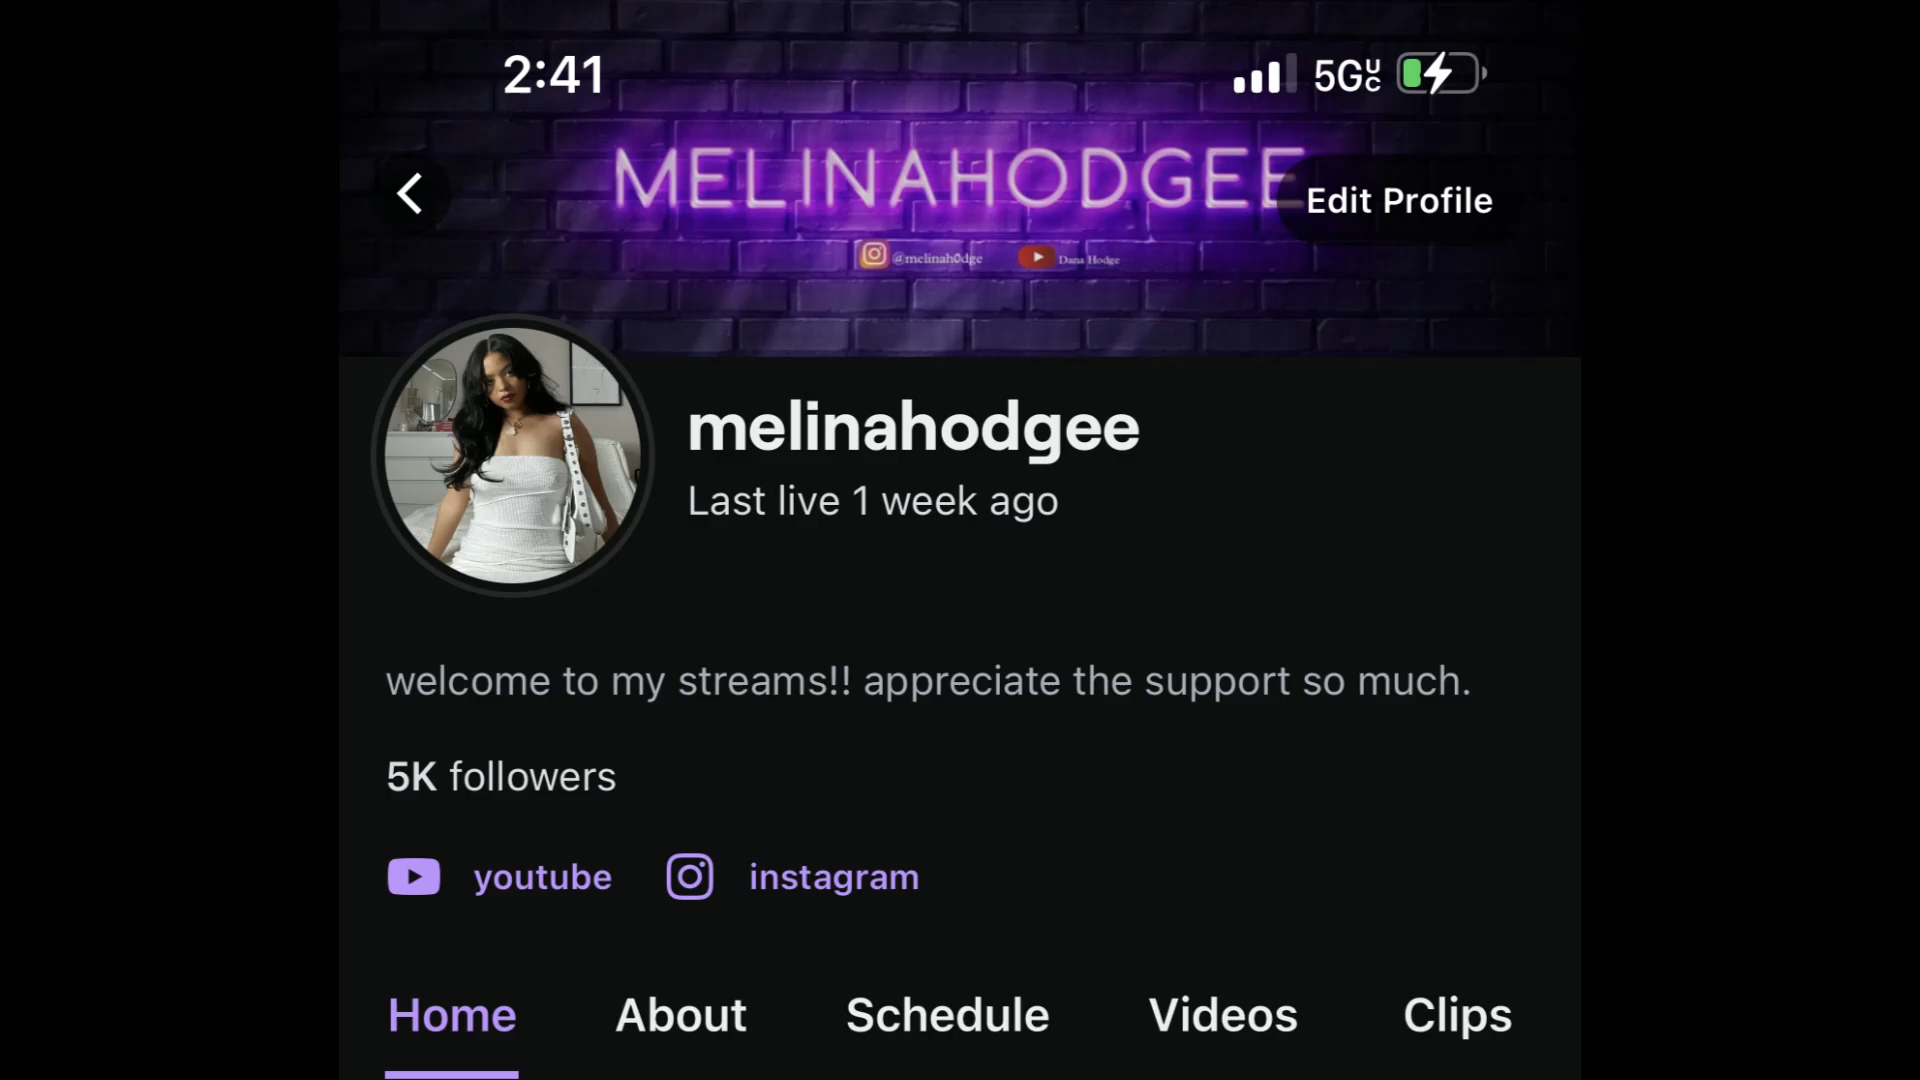 2:41
5G UC
MELINAHODGEE
Edit Profile
@melinah0dge
Dana Hodge
melinahodgee
Last live 1 week ago
welcome to my streams!! appreciate the support so much.
5K followers
youtube instagram
Home About Schedule Videos Clips